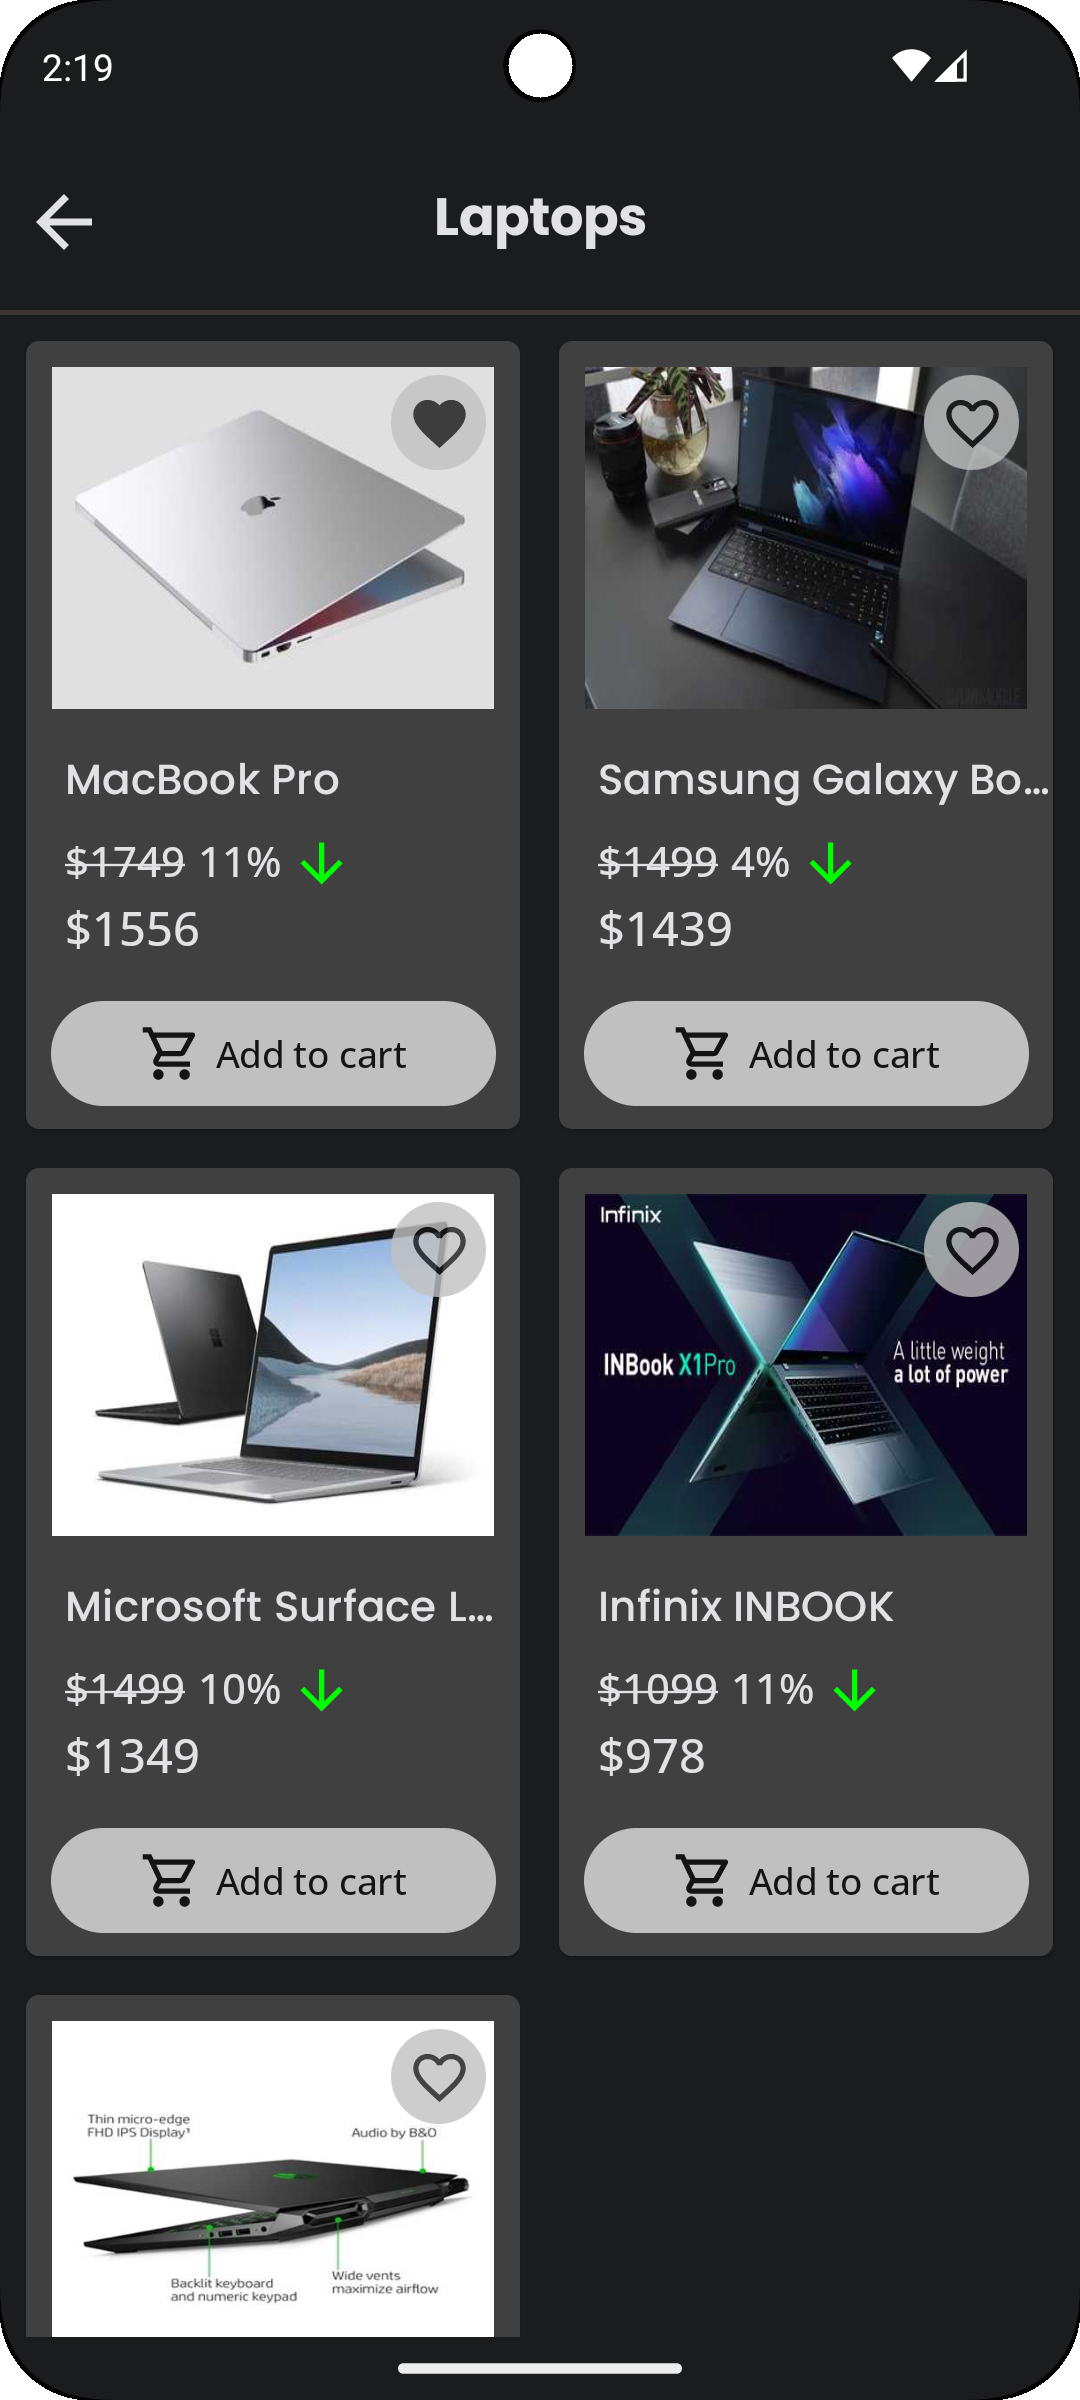 2:19
Laptops
MacBook Pro
$1749 11%
$1556
Add to cart
SAMMOBILE
Samsung Galaxy Bo...
$1499 4%
$1439
Add to cart
Microsoft Surface L...
$1499 10%
$1349
Add to cart
Infinix
INBook X1Pro
A little weight
a lot of power
Infinix INBOOK
$1099 11%
$978
Add to cart
Thin micro-edge
FHD IPS Display¹
Audio by B&O
Backlit keyboard
and numeric keypad
Wide vents
maximize airflow